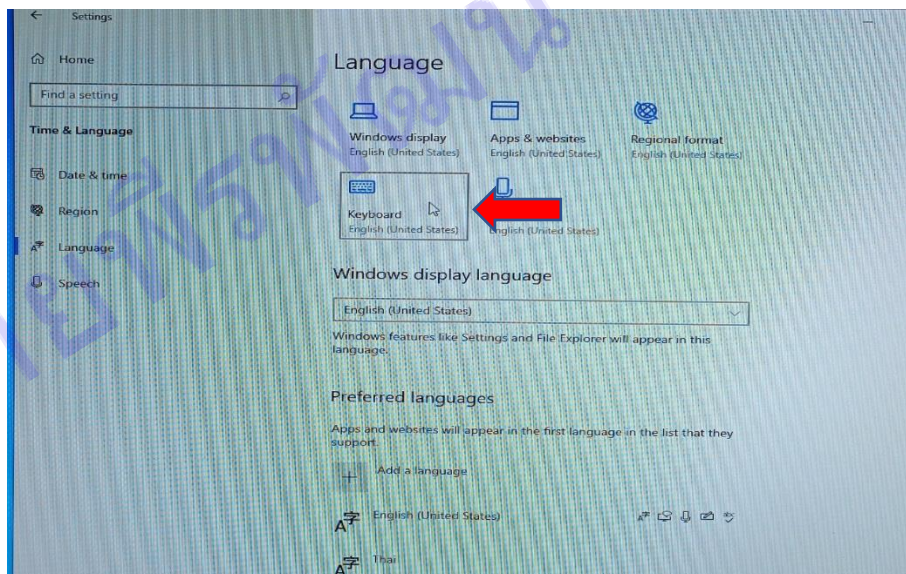 Settings
Home
Find a setting
Time & Language
Date & time
Region
Language
Speech
Language
Windows display
English (United States)
Apps & websites
English (United States)
Regional format
English (United States)
Keyboard
English (United States)
English (United States)
Windows display language
English (United States)
Windows features like Settings and File Explorer will appear in this
language.
Preferred languages
Apps and websites will appear in the first language in the list that they
support.
Add a language
English (United States)
Thai